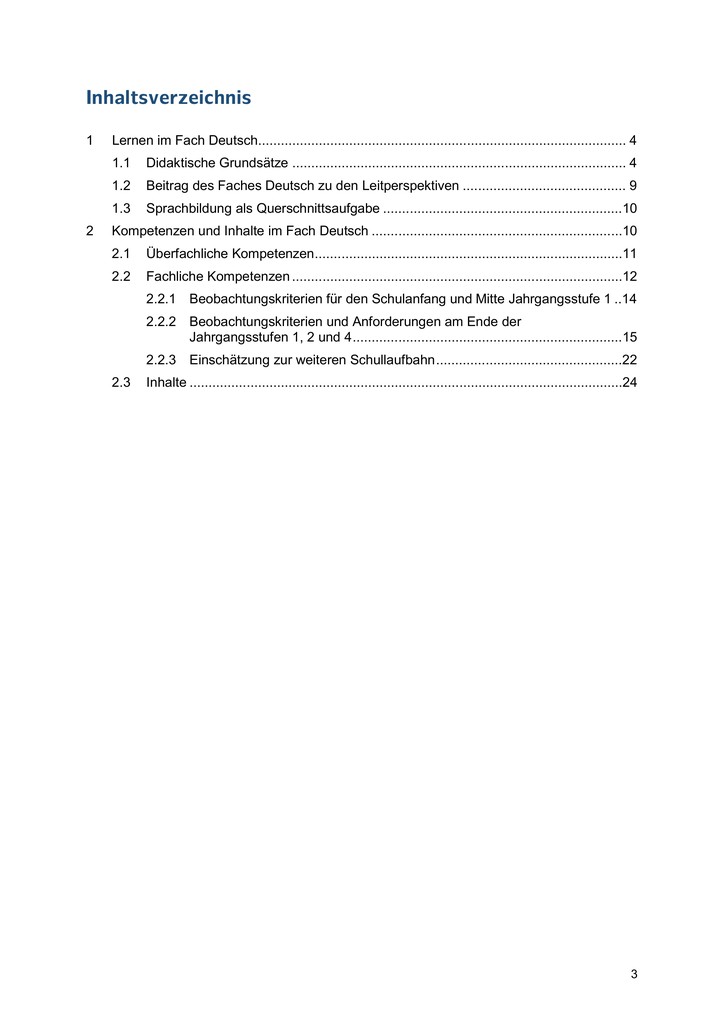 Inhaltsverzeichnis
1 Lernen im Fach Deutsch.................................................................................................. 4
1.1 Didaktische Grundsätze ........................................................................................ 4
1.2 Beitrag des Faches Deutsch zu den Leitperspektiven ........................................... 9
1.3 Sprachbildung als Querschnittsaufgabe ...............................................................10
2 Kompetenzen und Inhalte im Fach Deutsch ..................................................................10
2.1 Überfachliche Kompetenzen.................................................................................11
2.2 Fachliche Kompetenzen .......................................................................................12
2.2.1 Beobachtungskriterien für den Schulanfang und Mitte Jahrgangsstufe 1 ..14
2.2.2 Beobachtungskriterien und Anforderungen am Ende der
Jahrgangsstufen 1, 2 und 4.......................................................................15
2.2.3 Einschätzung zur weiteren Schullaufbahn.................................................22
2.3 Inhalte ..................................................................................................................24
3